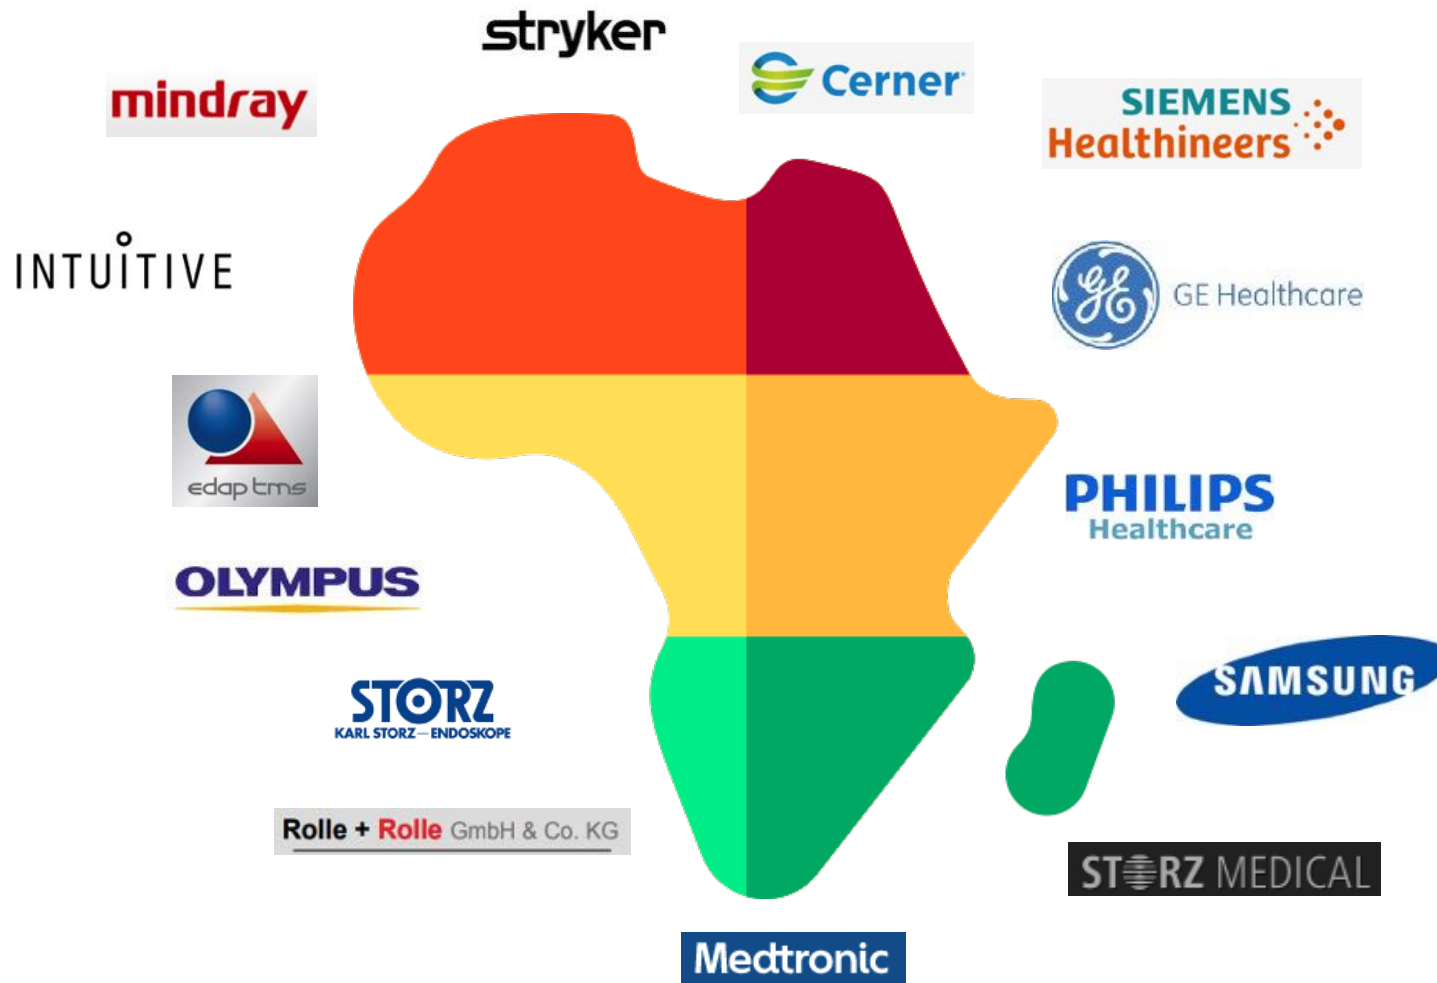 stryker
Cerner
mindray
SIEMENS
Healthineers
INTUITIVE
GE Healthcare
edap tms
PHILIPS
Healthcare
OLYMPUS
SAMSUNG
STORZ
KARL STORZ—ENDOSKOPE
Rolle + Rolle GmbH & Co. KG
STORZ MEDICAL
Medtronic